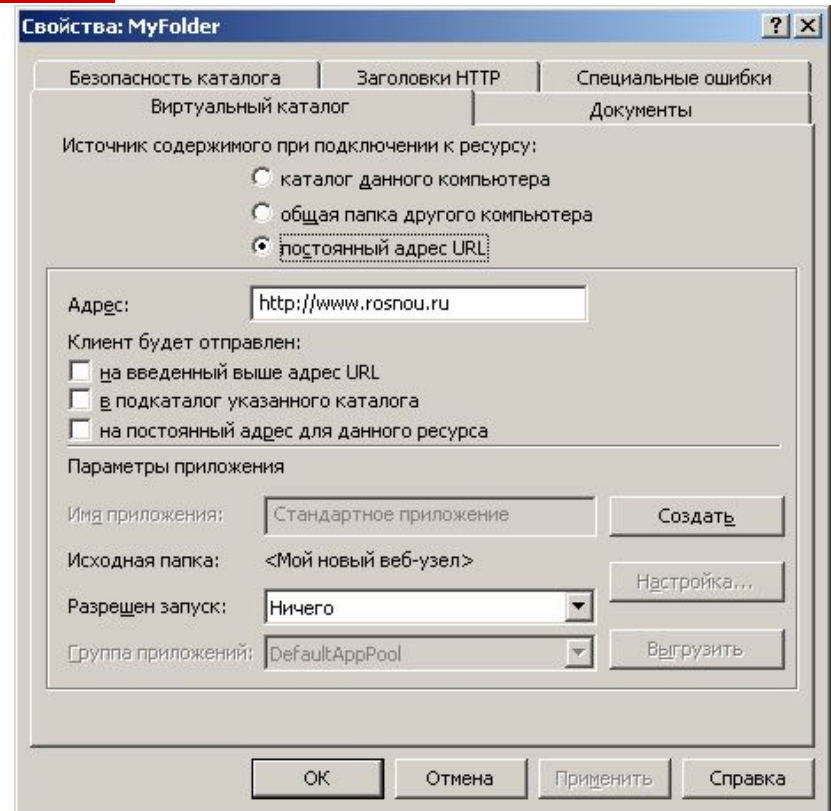 Свойства: MyFolder
Безопасность каталога Заголовки HTTP Специальные ошибки
Виртуальный каталог Документы
Источник содержимого при подключении к ресурсу:
каталог данного компьютера
общая папка другого компьютера
постоянный адрес URL
Адрес: http://www.rosnou.ru
Клиент будет отправлен:
на введенный выше адрес URL
в подкаталог указанного каталога
на постоянный адрес для данного ресурса
Параметры приложения
Имя приложения: Стандартное приложение Создать
Исходная папка: <Мой новый веб-узел>
Настройка...
Разрешен запуск: Ничего
Группа приложений: DefaultAppPool Выгрузить
ОК Отмена Применить Справка